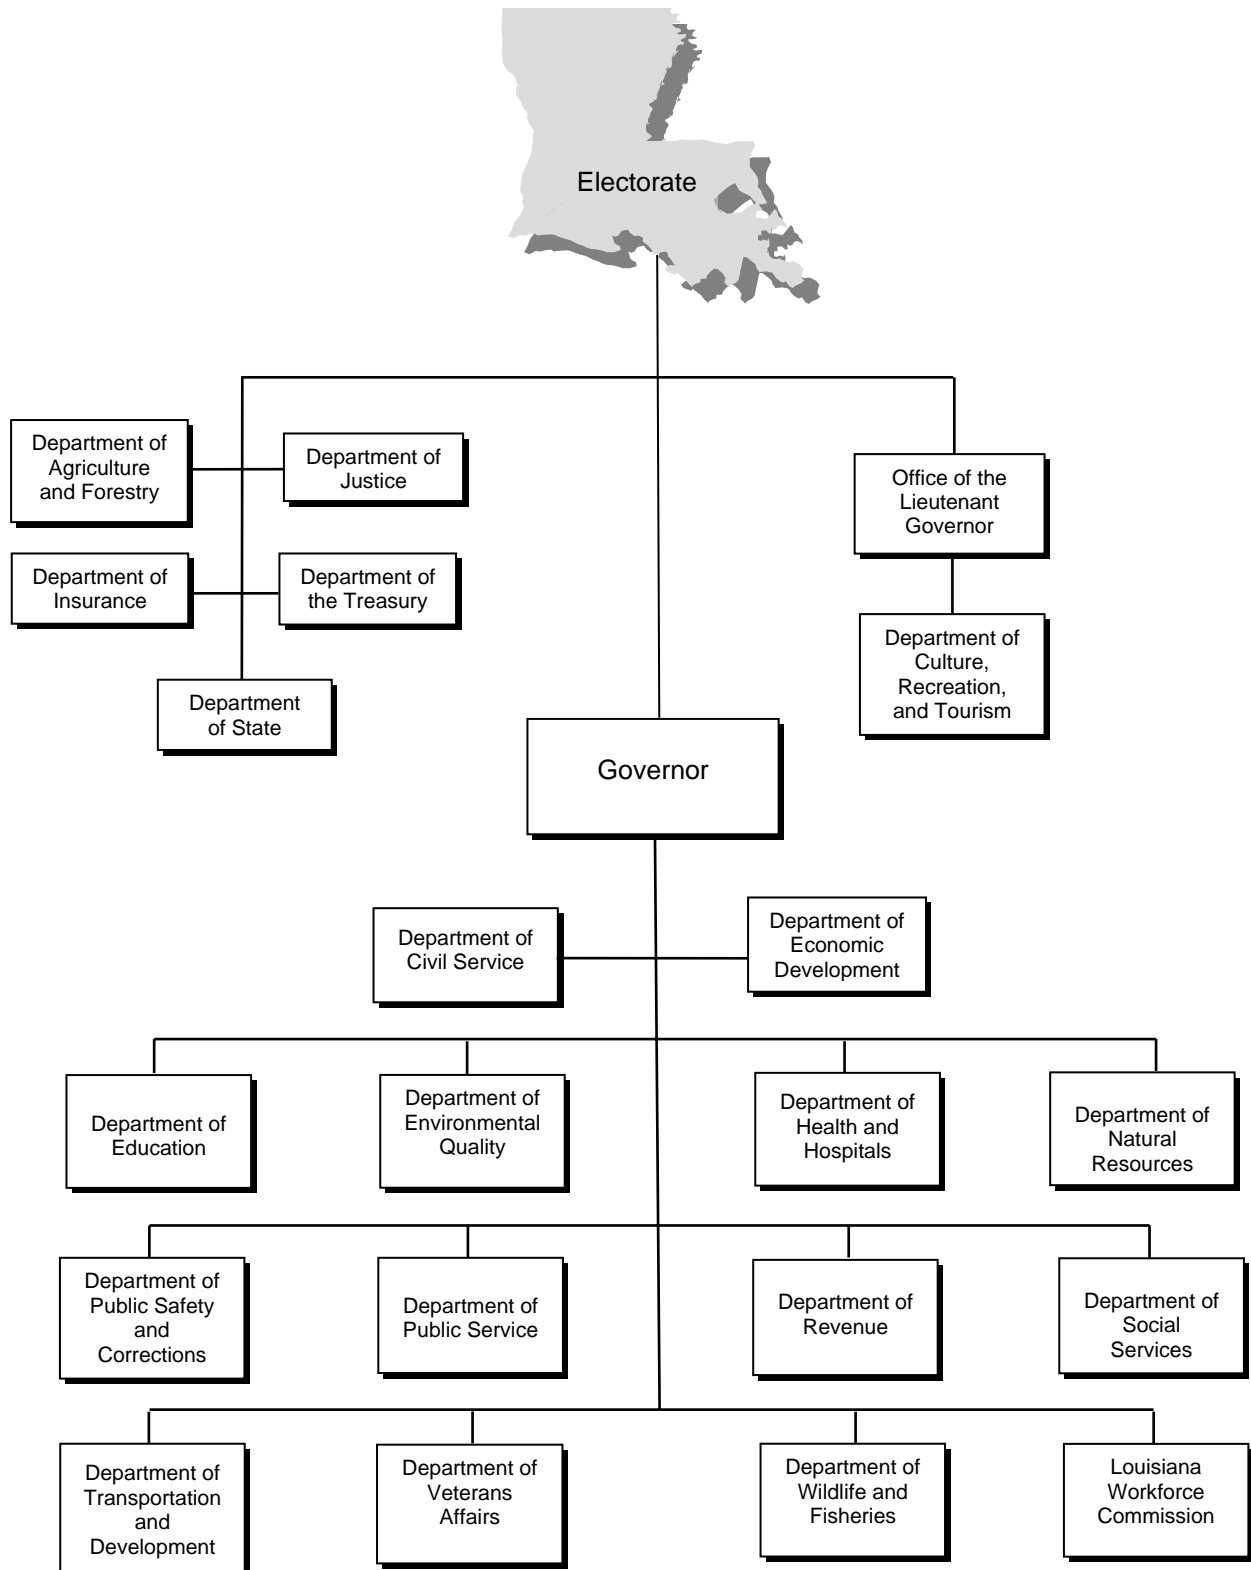 Electorate
Department of
Agriculture
and Forestry
Department of
Justice
Office of the
Lieutenant
Governor
Department of
Insurance
Department of
the Treasury
Department of
Culture,
Recreation,
and Tourism
Department
of State
Governor
Department of
Civil Service
Department of
Economic
Development
Department of
Education
Department of
Environmental
Quality
Department of
Health and
Hospitals
Department of
Natural
Resources
Department of
Public Safety
and
Corrections
Department of
Public Service
Department of
Revenue
Department of
Social
Services
Department of
Transportation
and
Development
Department of
Veterans
Affairs
Department of
Wildlife and
Fisheries
Louisiana
Workforce
Commission